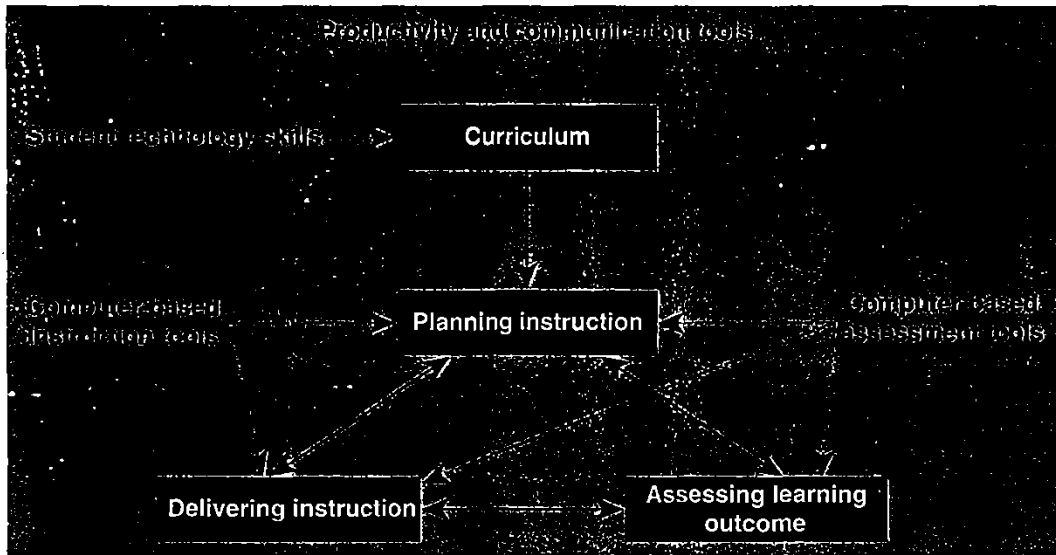 Productivity and communication tools
Student technology skills
Curriculum
Computer-based
instruction tools
Planning instruction
Computer-based
assessment tools
Delivering instruction
Assessing learning
outcome